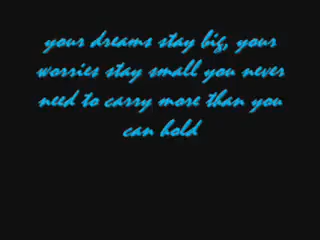 your dreams stay big, your
worries stay small you never
need to carry more than you
can hold